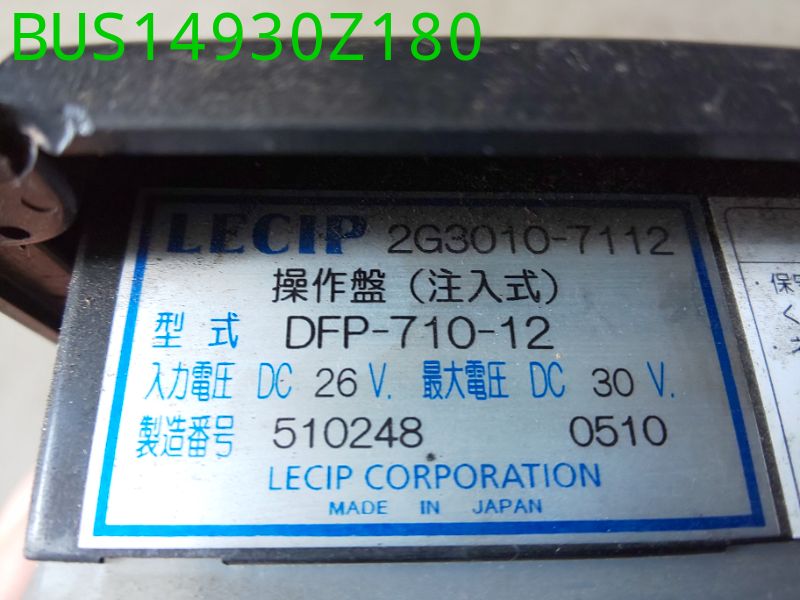 BUS14930Z180
LECIP 2G3010-7112
操作盤 (注入式)
型式 DFP-710-12
入力電圧 DC 26 V. 最大電圧 DC 30 V.
製造番号 510248 0510
LECIP CORPORATION
MADE IN JAPAN